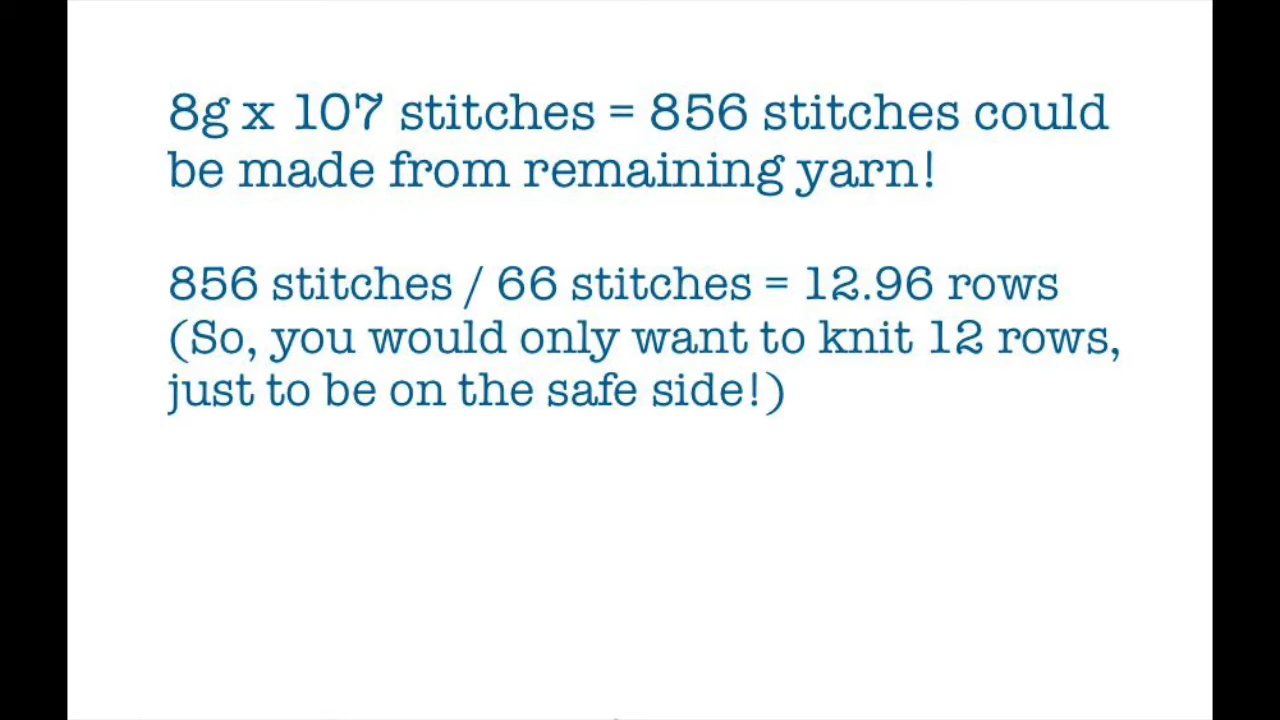 8g x 107 stitches = 856 stitches could
be made from remaining yarn!
856 stitches / 66 stitches = 12.96 rows
(So, you would only want to knit 12 rows,
just to be on the safe side!)